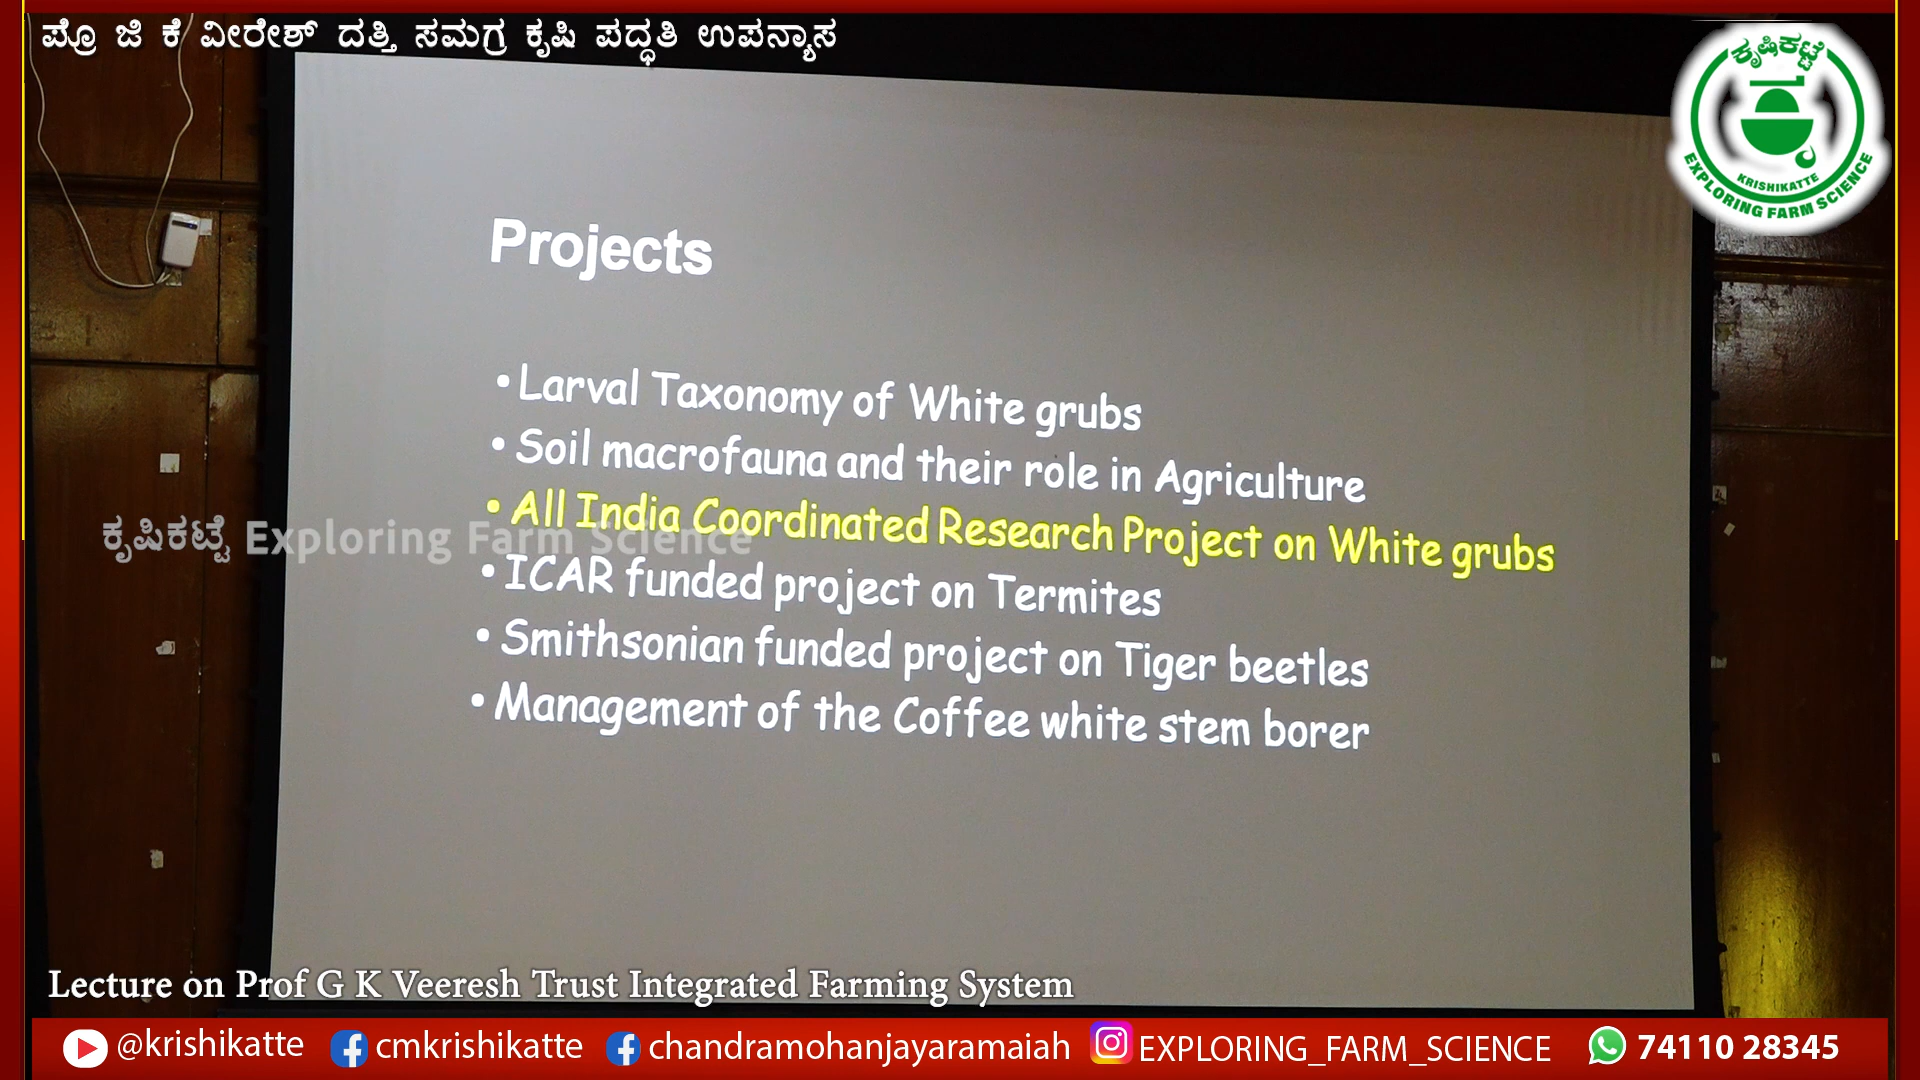 ಪ್ರೊ ಜಿ ಕೆ ವೀರೇಶ್ ದತ್ತಿ ಸಮಗ್ರ ಕೃಷಿ ಪದ್ಧತಿ ಉಪನ್ಯಾಸ
ಕೃಷಿಕಟ್ಟೆ
KRISHIKATTE
EXPLORING FARM SCIENCE
Projects
• Larval Taxonomy of White grubs
• Soil macrofauna and their role in Agriculture
• All India Coordinated Research Project on White grubs
ಕೃಷಿಕಟ್ಟೆ Exploring Farm Science
• ICAR funded project on Termites
• Smithsonian funded project on Tiger beetles
• Management of the Coffee white stem borer
Lecture on Prof G K Veeresh Trust Integrated Farming System
@krishikatte cmkrishikatte chandramohanjayaramaiah EXPLORING_FARM_SCIENCE 74110 28345